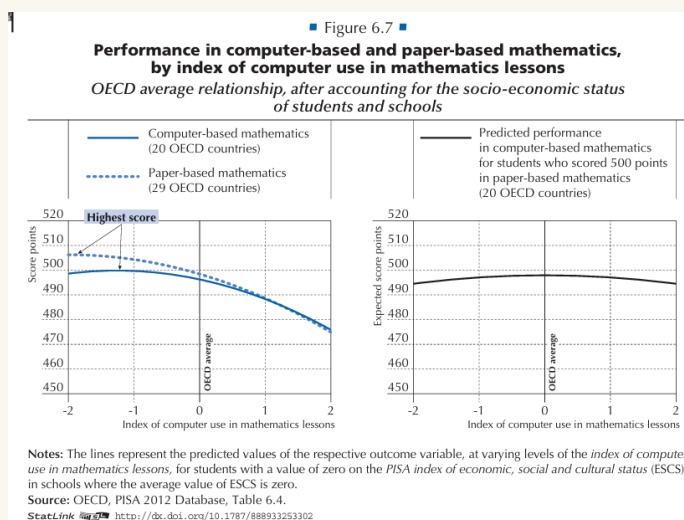 Figure 6.7
Performance in computer-based and paper-based mathematics,
by index of computer use in mathematics lessons
OECD average relationship, after accounting for the socio-economic status
of students and schools
Computer-based mathematics
(20 OECD countries)
Paper-based mathematics
(29 OECD countries)
Highest score
Score points
520
510
500
490
480
470
460
450
OECD average
-2 -1 0 1 2
Index of computer use in mathematics lessons
Predicted performance
in computer-based mathematics
for students who scored 500 points
in paper-based mathematics
(20 OECD countries)
Expected score points
520
510
500
490
480
470
460
450
OECD average
-2 -1 0 1 2
Index of computer use in mathematics lessons
Notes: The lines represent the predicted values of the respective outcome variable, at varying levels of the index of compute
use in mathematics lessons, for students with a value of zero on the PISA index of economic, social and cultural status (ESCS)
in schools where the average value of ESCS is zero.
Source: OECD, PISA 2012 Database, Table 6.4.
StatLink http://dx.doi.org/10.1787/888933253302